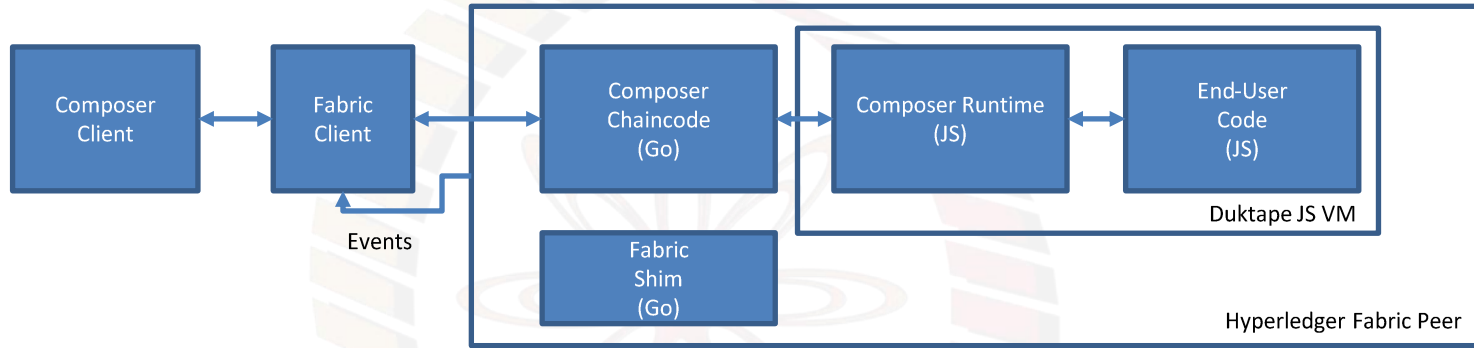 Composer
Client
Fabric
Client
Composer
Chaincode
(Go)
Composer Runtime
(JS)
End-User
Code
(JS)
Duktape JS VM
Events
Fabric
Shim
(Go)
Hyperledger Fabric Peer